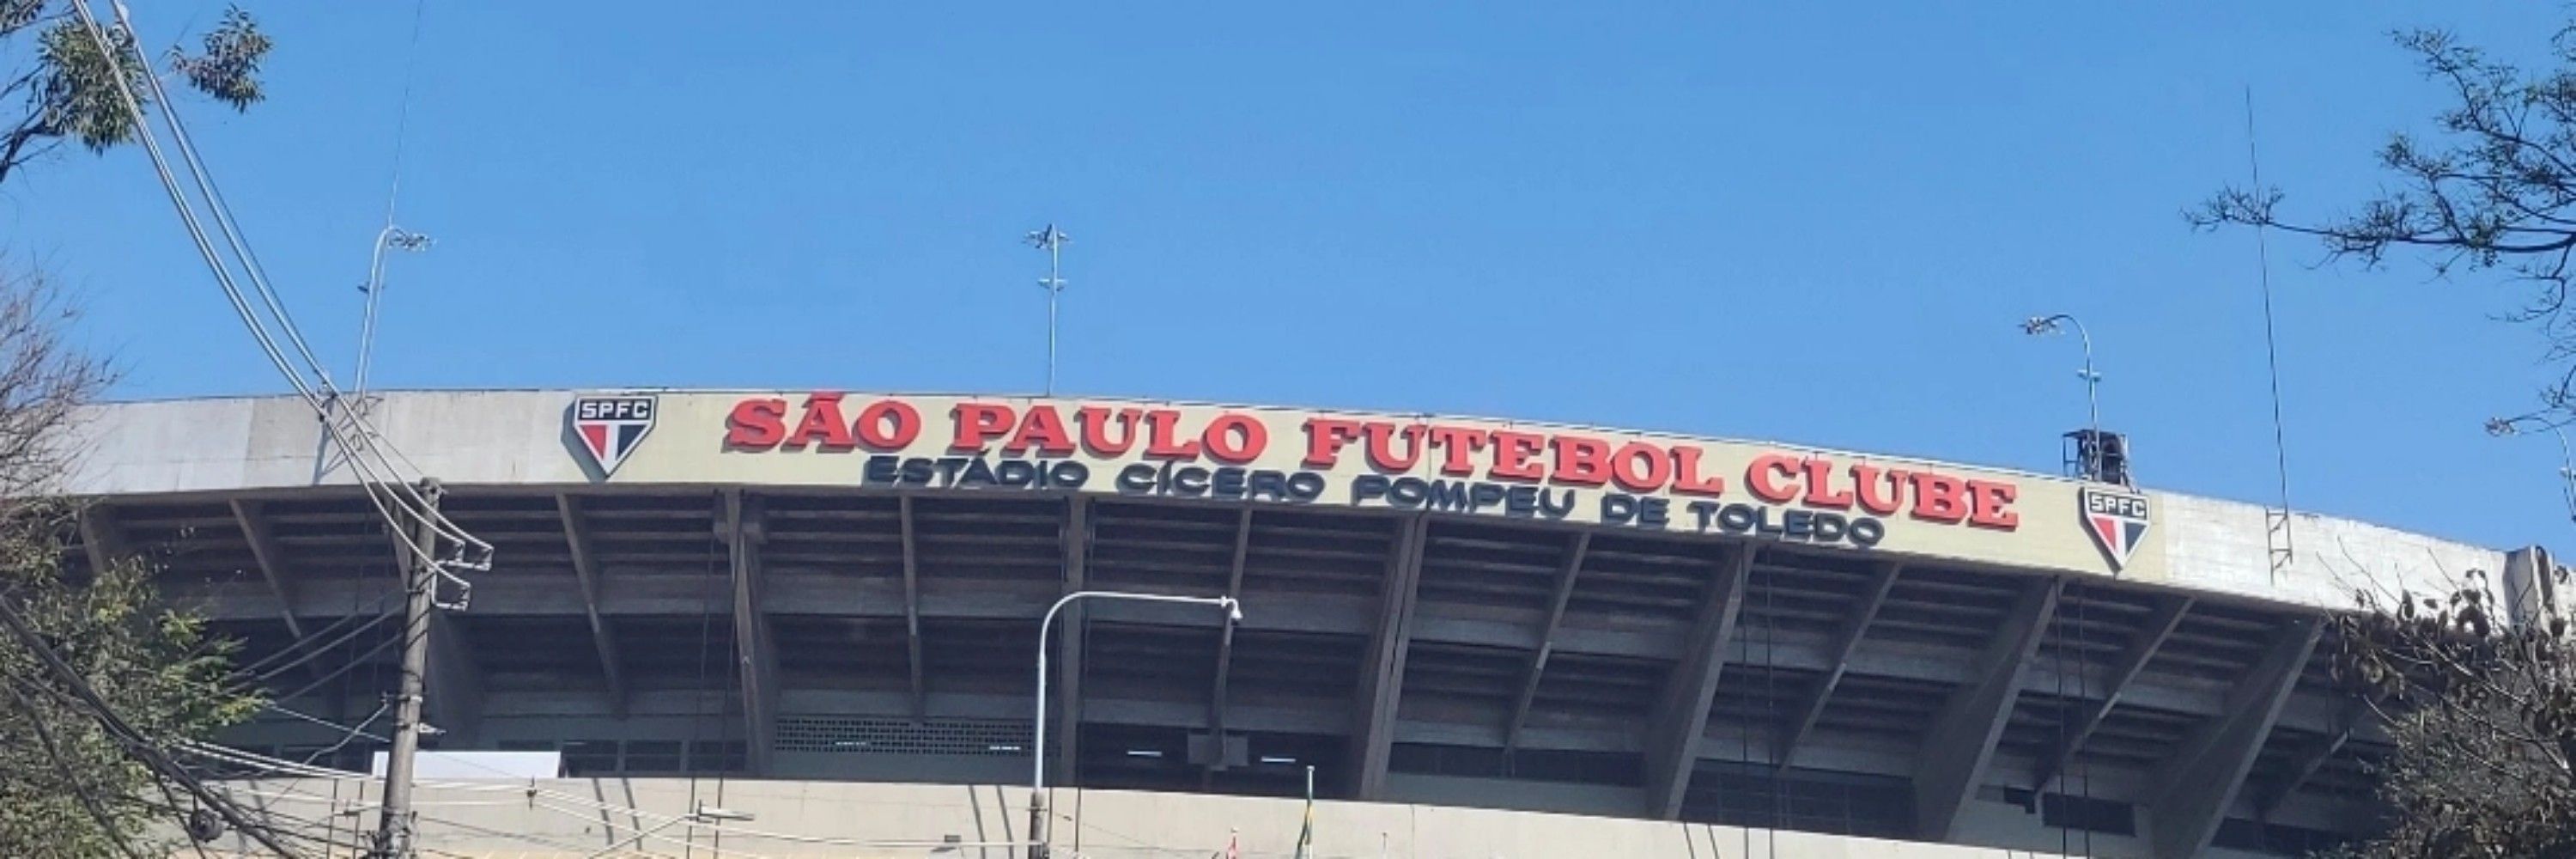 SPFC
SÃO PAULO FUTEBOL CLUBE
ESTÁDIO CÍCERO POMPEU DE TOLEDO
SPFC